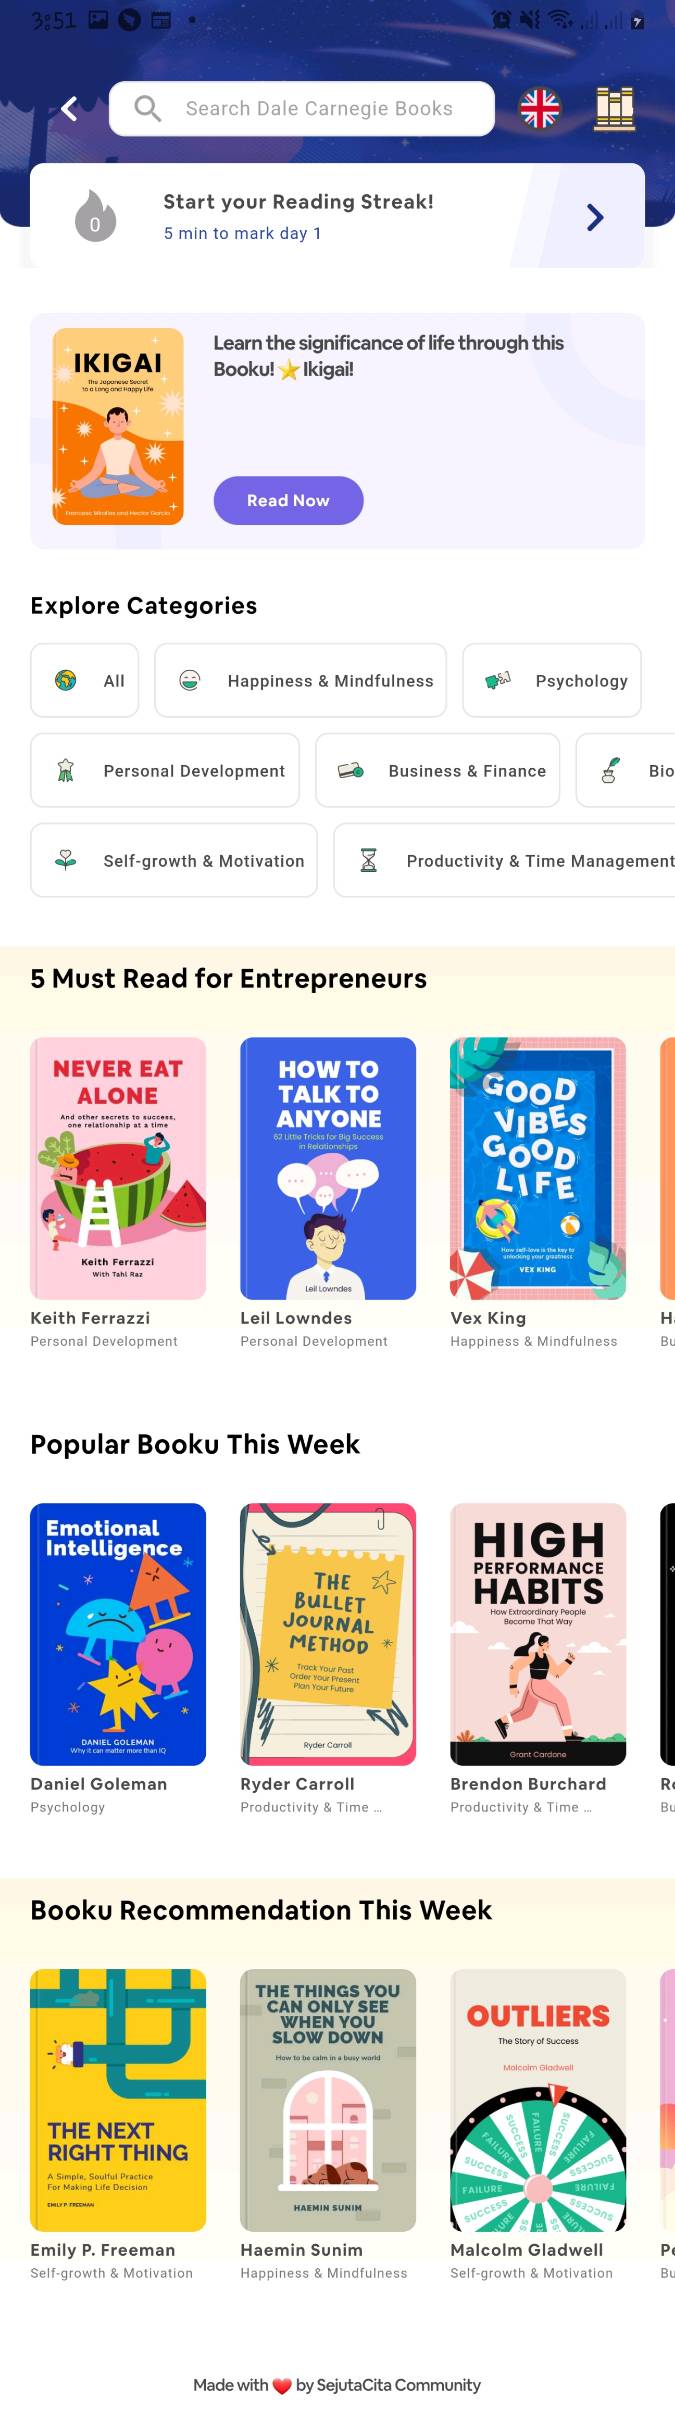 3:51
Search Dale Carnegie Books
0
Start your Reading Streak!
5 min to mark day 1
IKIGAI
The Japanese Secret
to a Long and Happy Life
Francesc Miralles and Hector Garcia
Learn the significance of life through this
Booku! ⭐ Ikigai!
Read Now
Explore Categories
All
Happiness & Mindfulness
Psychology
Personal Development
Business & Finance
Bio
Self-growth & Motivation
Productivity & Time Management
5 Must Read for Entrepreneurs
NEVER EAT
ALONE
And other secrets to success,
one relationship at a time
Keith Ferrazzi
With Tahl Raz
Keith Ferrazzi
Personal Development
HOW TO
TALK TO
ANYONE
62 Little Tricks for Big Success
in Relationships
Leil Lowndes
Leil Lowndes
Personal Development
GOOD
VIBES
GOOD
LIFE
How self-love is the key to
unlocking your greatness
VEX KING
Vex King
Happiness & Mindfulness
Ha
Bu
Popular Booku This Week
Emotional
Intelligence
DANIEL GOLEMAN
Why it can matter more than IQ
Daniel Goleman
Psychology
THE
BULLET
JOURNAL
METHOD
Track Your Past
Order Your Present
Plan Your Future
Ryder Carroll
Ryder Carroll
Productivity & Time ...
HIGH
PERFORMANCE
HABITS
How Extraordinary People
Become That Way
Grant Cardone
Brendon Burchard
Productivity & Time ...
Ro
Bu
Booku Recommendation This Week
THE NEXT
RIGHT THING
A Simple, Soulful Practice
For Making Life Decision
EMILY P. FREEMAN
Emily P. Freeman
Self-growth & Motivation
THE THINGS YOU
CAN ONLY SEE
WHEN YOU
SLOW DOWN
How to be calm in a busy world
HAEMIN SUNIM
Haemin Sunim
Happiness & Mindfulness
OUTLIERS
The Story of Success
Malcolm Gladwell
SUCCESS
FAILURE
SUCCESS
FAILURE
SUCCESS
FAILURE
SUCCESS
FAILURE
SUCCESS
Malcolm Gladwell
Self-growth & Motivation
Pe
Bu
Made with ❤️ by SejutaCita Community